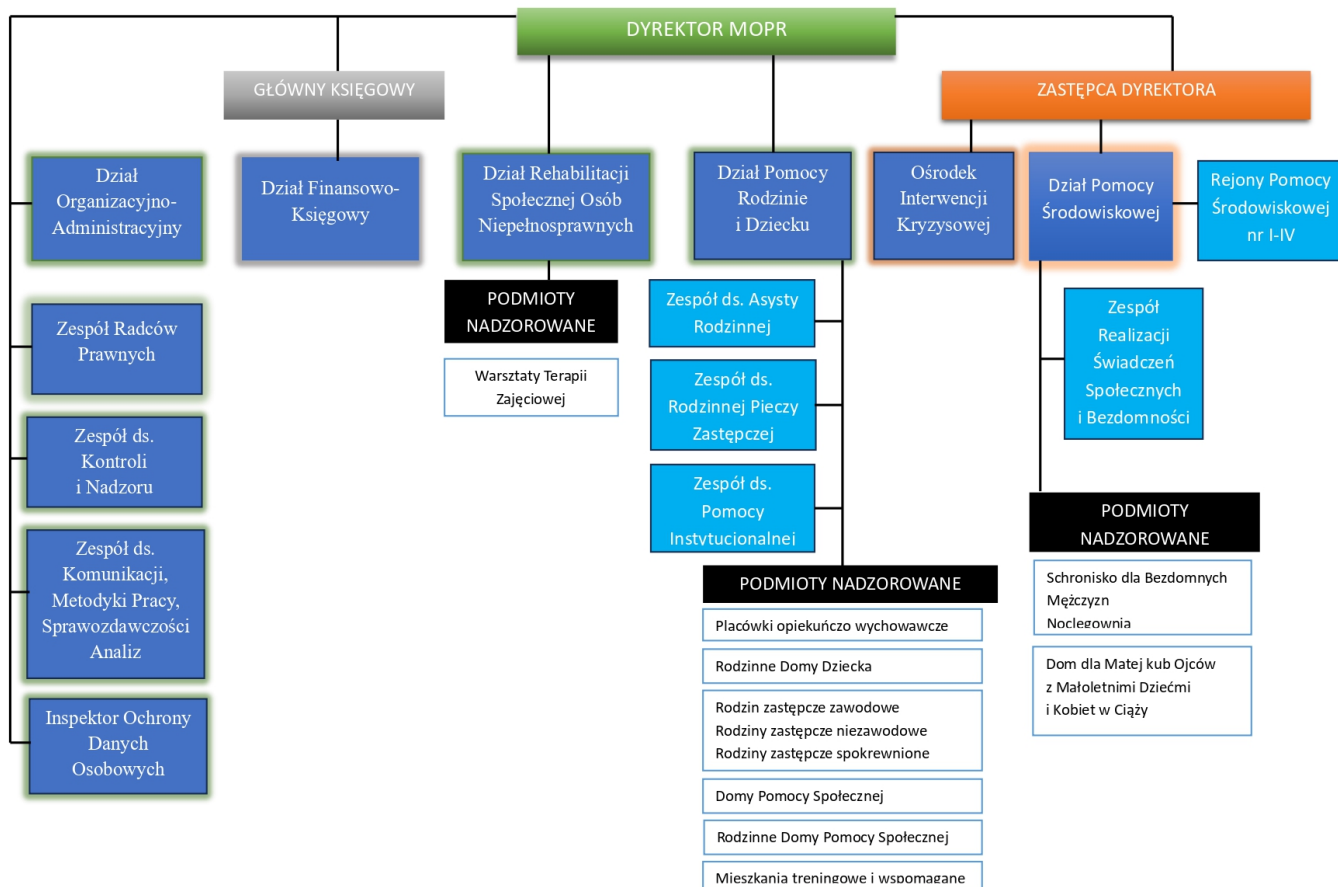 DYREKTOR MOPR
GŁÓWNY KSIĘGOWY
ZASTĘPCA DYREKTORA
Dział
Organizacyjno-
Administracyjny
Dział Finansowo-
Księgowy
Dział Rehabilitacji
Społecznej Osób
Niepełnosprawnych
Dział Pomocy
Rodzinie
i Dziecku
Ośrodek
Interwencji
Kryzysowej
Dział Pomocy
Środowiskowej
Rejony Pomocy
Środowiskowej
nr I-IV
Zespół Radców
Prawnych
Zespół ds.
Kontroli
i Nadzoru
Zespół ds.
Komunikacji,
Metodyki Pracy,
Sprawozdawczości
Analiz
Inspektor Ochrony
Danych
Osobowych
PODMIOTY
NADZOROWANE
Warsztaty Terapii
Zajęciowej
Zespół ds. Asysty
Rodzinnej
Zespół ds.
Rodzinnej Pieczy
Zastępczej
Zespół ds.
Pomocy
Instytucjonalnej
PODMIOTY NADZOROWANE
Placówki opiekuńczo wychowawcze
Rodzinne Domy Dziecka
Rodzin zastępcze zawodowe
Rodziny zastępcze niezawodowe
Rodziny zastępcze spokrewnione
Domy Pomocy Społecznej
Rodzinne Domy Pomocy Społecznej
Mieszkania treningowe i wspomagane
Zespół
Realizacji
Świadczeń
Społecznych
i Bezdomności
PODMIOTY
NADZOROWANE
Schronisko dla Bezdomnych
Mężczyzn
Noclegownia
Dom dla Matej kub Ojców
z Małoletnimi Dziećmi
i Kobiet w Ciąży